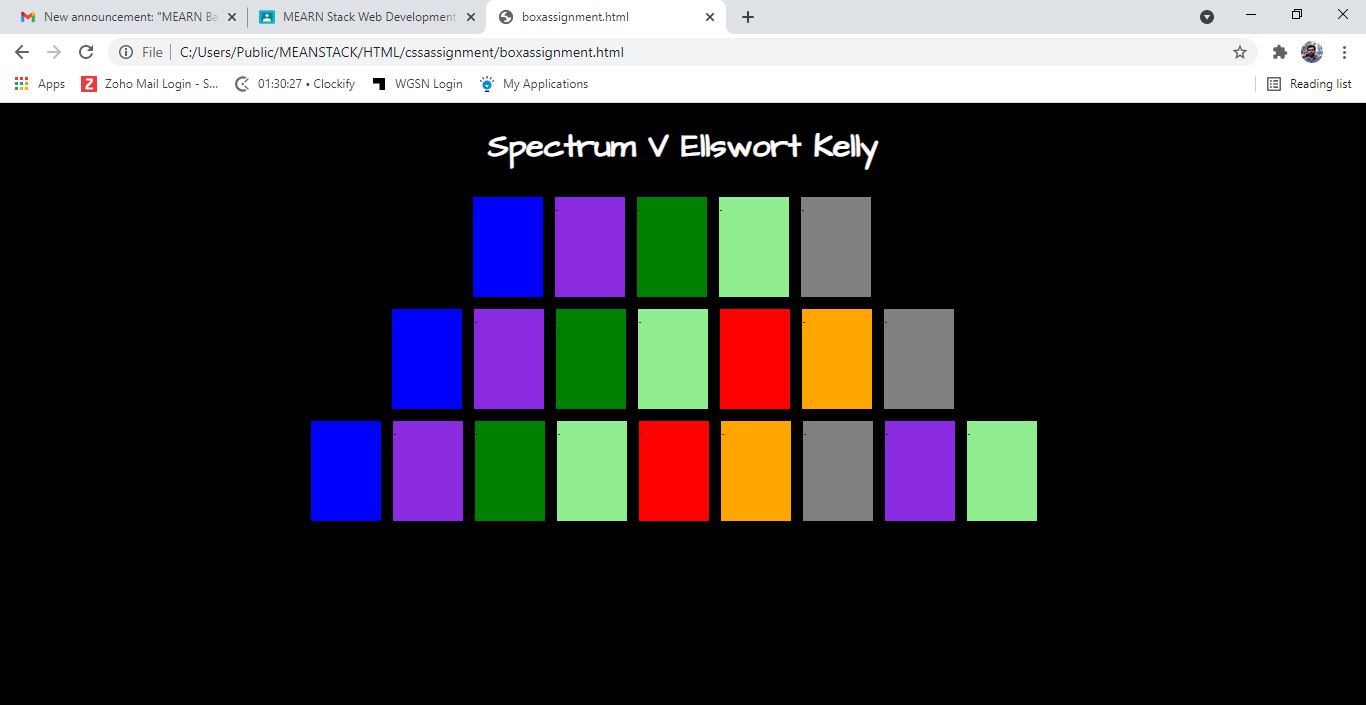 New announcement: "MEARN Ba
MEARN Stack Web Development
boxassignment.html
File
C:/Users/Public/MEANSTACK/HTML/cssassignment/boxassignment.html
Apps
Zoho Mail Login - S...
01:30:27 • Clockify
WGSN Login
My Applications
Reading list
Spectrum V Ellswort Kelly